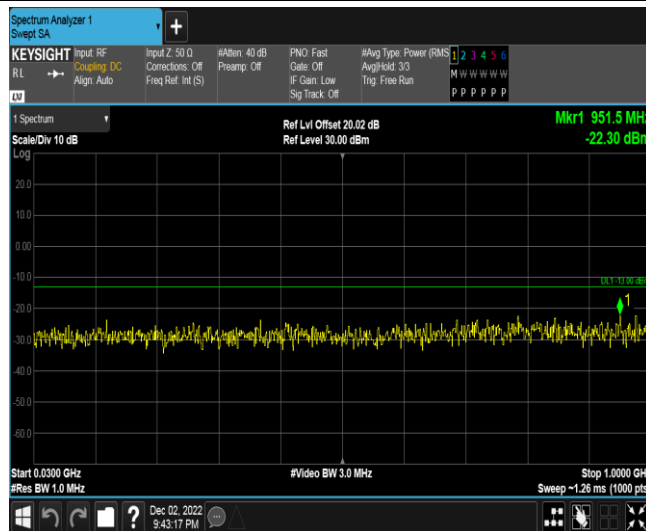 Spectrum Analyzer 1
Swept SA
+
KEYSIGHT
RL
LXI
Input: RF
Coupling: DC
Align: Auto
Input Z: 50 Ω
Corrections: Off
Freq Ref: Int (S)
#Atten: 40 dB
Preamp: Off
PNO: Fast
Gate: Off
IF Gain: Low
Sig Track: Off
#Avg Type: Power (RMS
Avg|Hold: 3/3
Trig: Free Run
1 2 3 4 5 6
M W W W W W
P P P P P P
1 Spectrum
Scale/Div 10 dB
Log
Ref Lvl Offset 20.02 dB
Ref Level 30.00 dBm
Mkr1 951.5 MHz
-22.30 dBm
20.0
10.0
0.00
-10.0
-20.0
-30.0
-40.0
-50.0
-60.0
DL1 -13.00 dBm
1
Start 0.0300 GHz
#Res BW 1.0 MHz
#Video BW 3.0 MHz
Stop 1.0000 GH
Sweep ~1.26 ms (1000 pts
?
Dec 02, 2022
9:43:17 PM